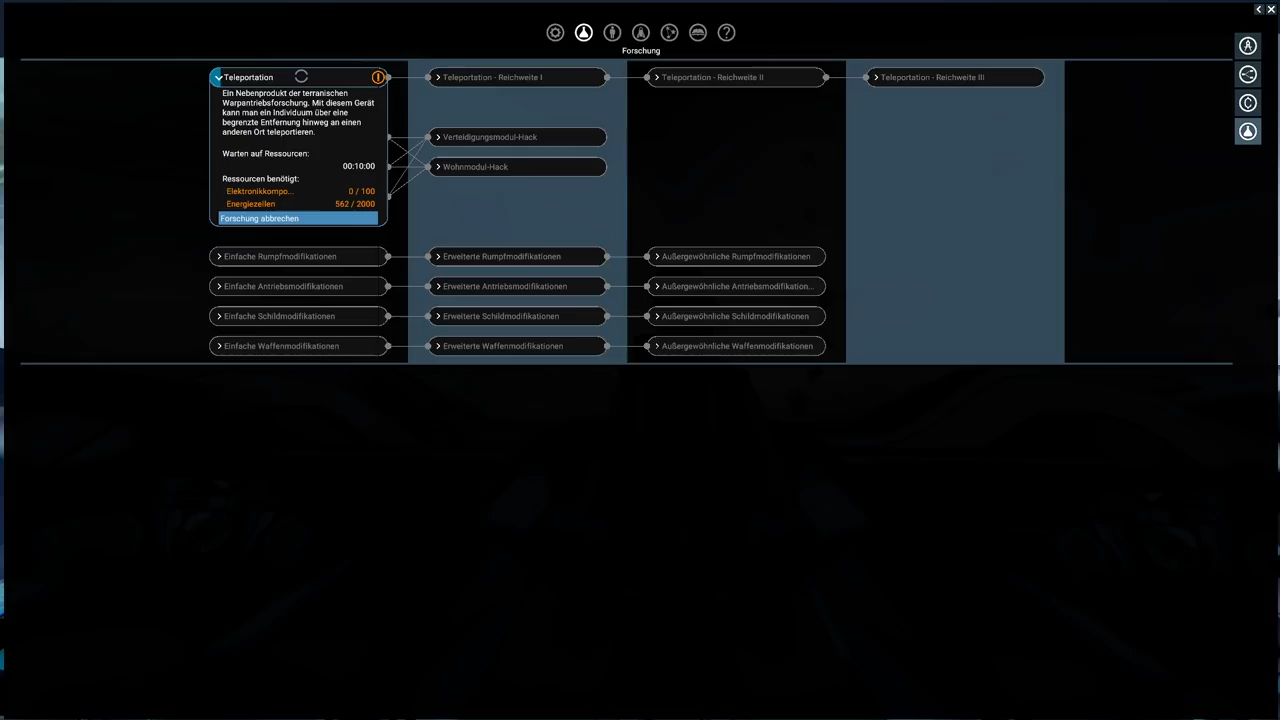 Forschung
Teleportation
Teleportation - Reichweite I
Teleportation - Reichweite II
Teleportation - Reichweite III
Ein Nebenprodukt der terranischen
Warpantriebsforschung. Mit diesem Gerät
kann man ein Individuum über eine
begrenzte Entfernung hinweg an einen
anderen Ort teleportieren.
Warten auf Ressourcen:
00:10:00
Ressourcen benötigt:
Elektronikkompo... 0 / 100
Energiezellen 562 / 2000
Forschung abbrechen
Verteidigungsmodul-Hack
Wohnmodul-Hack
Einfache Rumpfmodifikationen
Erweiterte Rumpfmodifikationen
Außergewöhnliche Rumpfmodifikationen
Einfache Antriebsmodifikationen
Erweiterte Antriebsmodifikationen
Außergewöhnliche Antriebsmodifikation...
Einfache Schildmodifikationen
Erweiterte Schildmodifikationen
Außergewöhnliche Schildmodifikationen
Einfache Waffenmodifikationen
Erweiterte Waffenmodifikationen
Außergewöhnliche Waffenmodifikationen